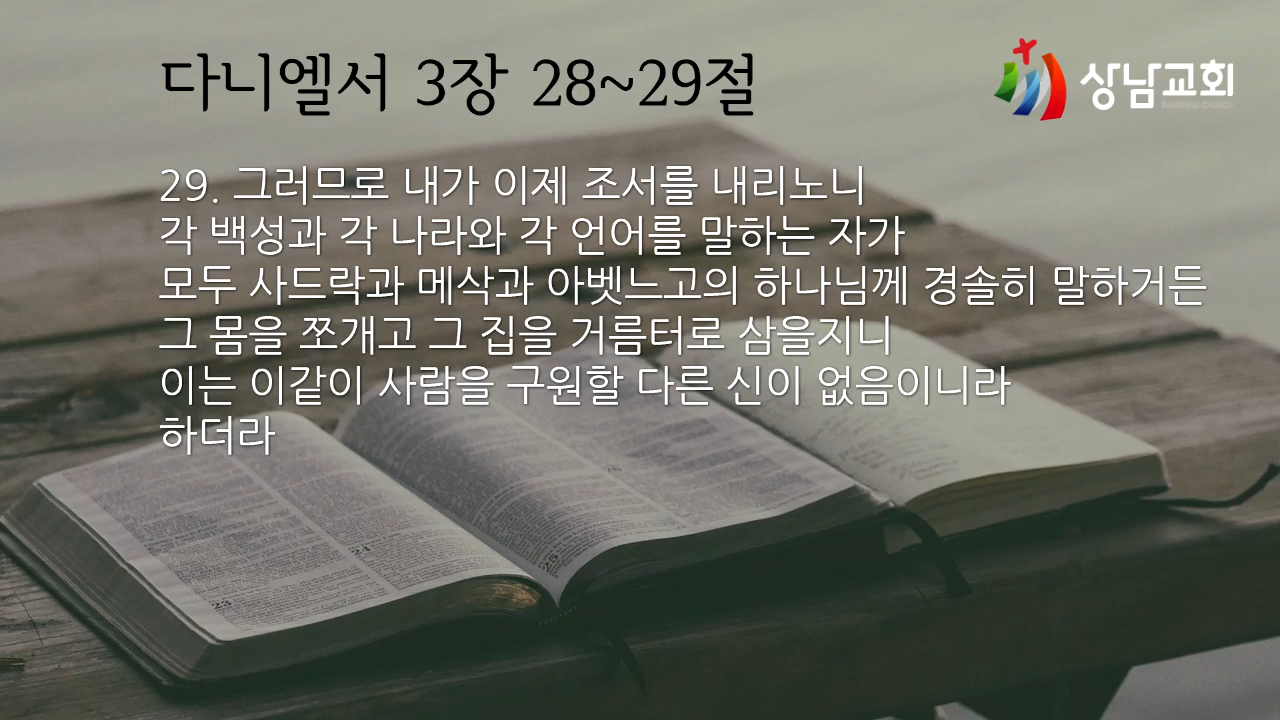 다니엘서 3장 28~29절
상남교회
29. 그러므로 내가 이제 조서를 내리노니
각 백성과 각 나라와 각 언어를 말하는 자가
모두 사드락과 메삭과 아벳느고의 하나님께 경솔히 말하거든
그 몸을 쪼개고 그 집을 거름터로 삼을지니
이는 이같이 사람을 구원할 다른 신이 없음이니라
하더라
24
25
23